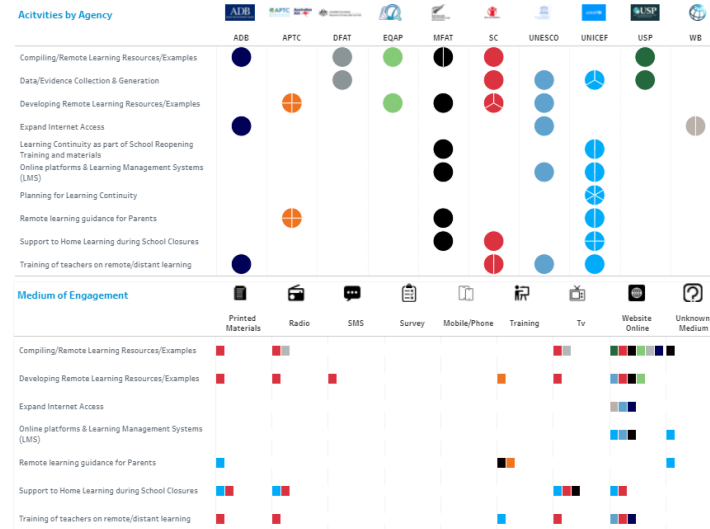 Acitvities by Agency
ADB
APTC
USP
ADB APTC DFAT EQAP MFAT SC UNESCO UNICEF USP WB
Compiling/Remote Learning Resources/Examples
Data/Evidence Collection & Generation
Developing Remote Learning Resources/Examples
Expand Internet Access
Learning Continuity as part of School Reopening
Training and materials
Online platforms & Learning Management Systems
(LMS)
Planning for Learning Continuity
Remote learning guidance for Parents
Support to Home Learning during School Closures
Training of teachers on remote/distant learning
Medium of Engagement
Printed
Materials
Radio
SMS
Survey
Mobile/Phone
Training
Tv
Website
Online
Unknown
Medium
Compiling/Remote Learning Resources/Examples
Developing Remote Learning Resources/Examples
Expand Internet Access
Online platforms & Learning Management Systems
(LMS)
Remote learning guidance for Parents
Support to Home Learning during School Closures
Training of teachers on remote/distant learning